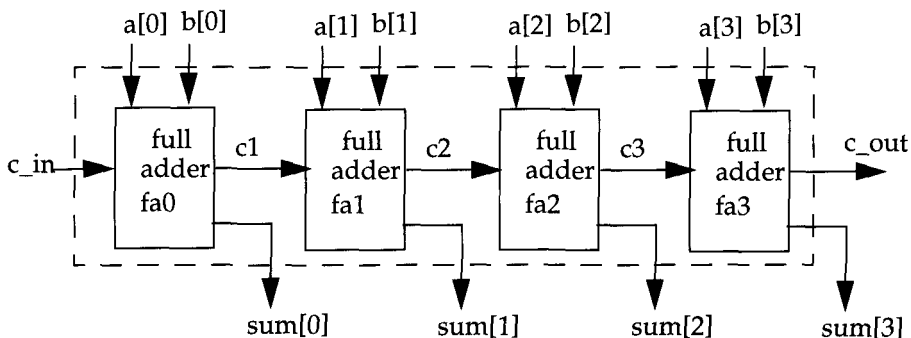 a[0] b[0] a[1] b[1] a[2] b[2] a[3] b[3]
full adder fa0
full adder fa1
full adder fa2
full adder fa3
c_in
c1
c2
c3
c_out
sum[0] sum[1] sum[2] sum[3]